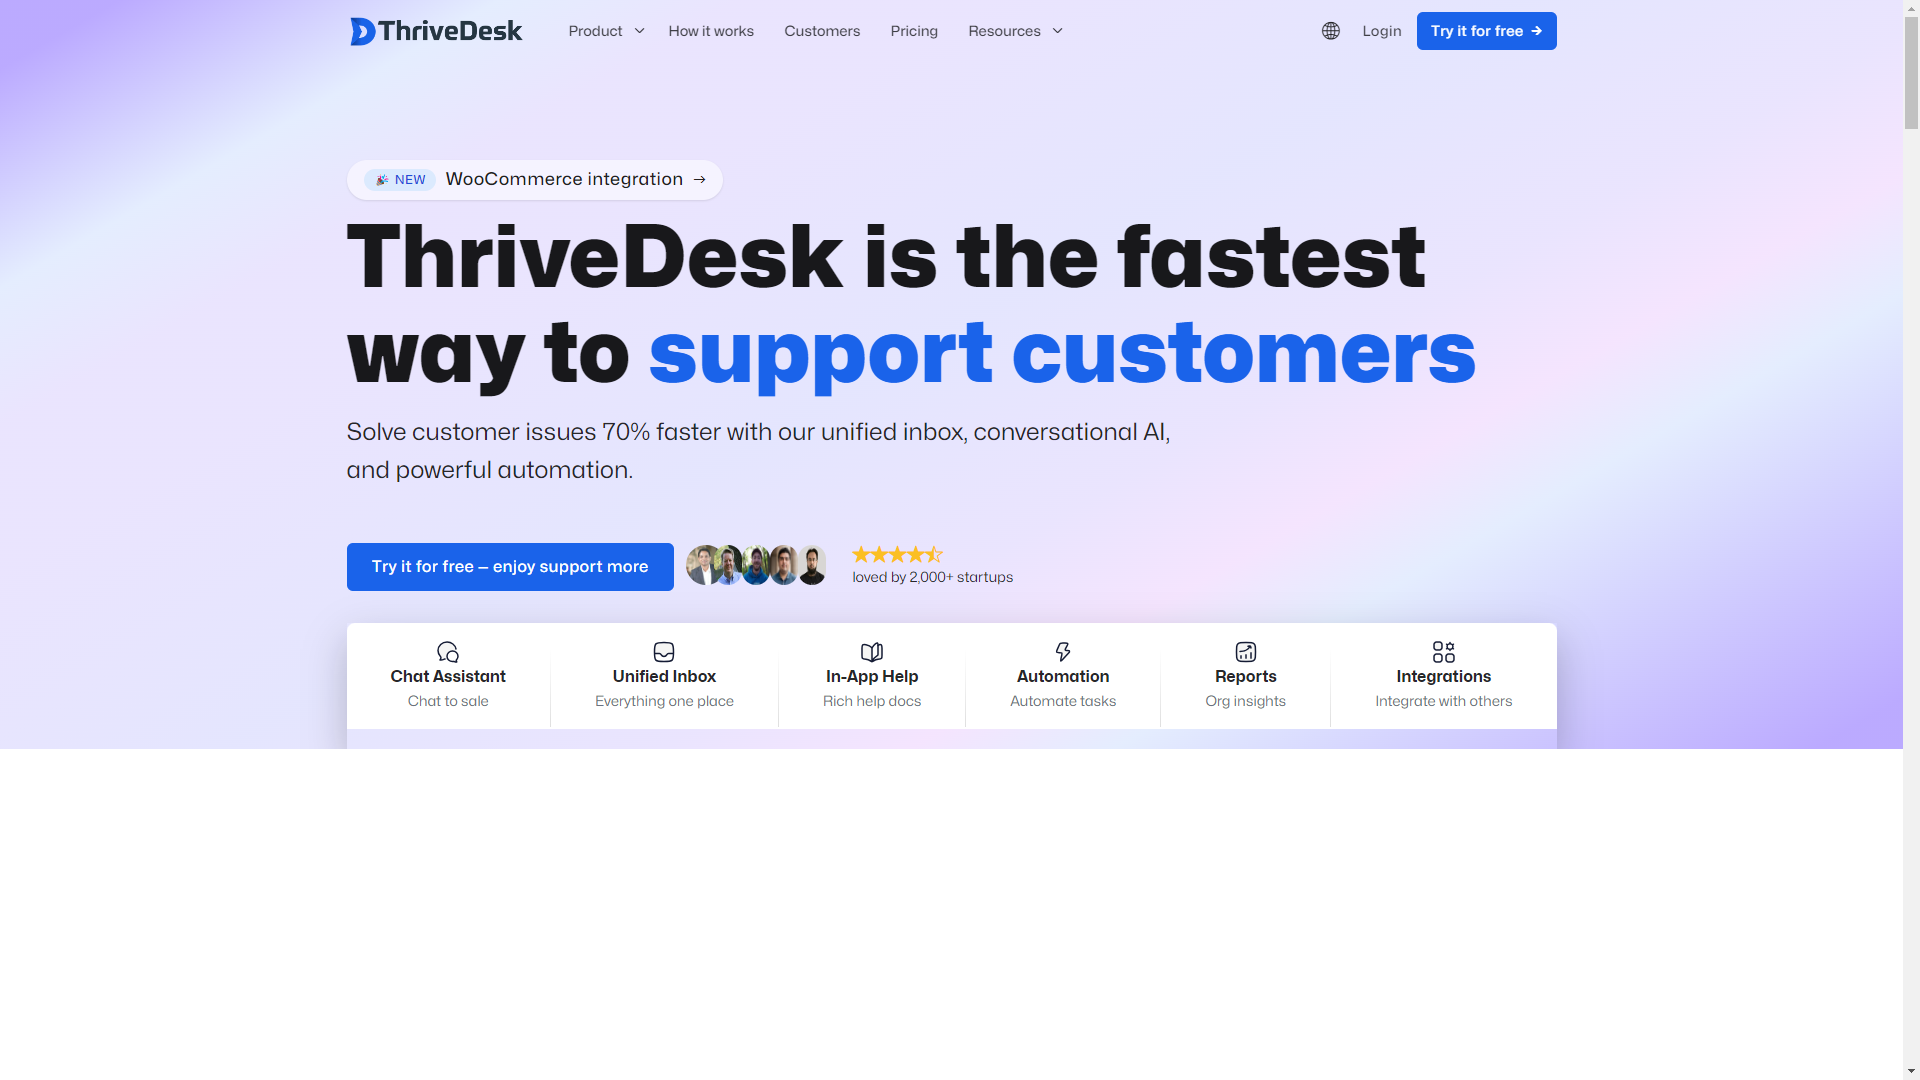 ThriveDesk
Product
How it works
Customers
Pricing
Resources
Login
Try it for free →
NEW
WooCommerce integration →
ThriveDesk is the fastest
way to support customers
Solve customer issues 70% faster with our unified inbox, conversational AI,
and powerful automation.
Try it for free – enjoy support more
loved by 2,000+ startups
Chat Assistant
Chat to sale
Unified Inbox
Everything one place
In-App Help
Rich help docs
Automation
Automate tasks
Reports
Org insights
Integrations
Integrate with others